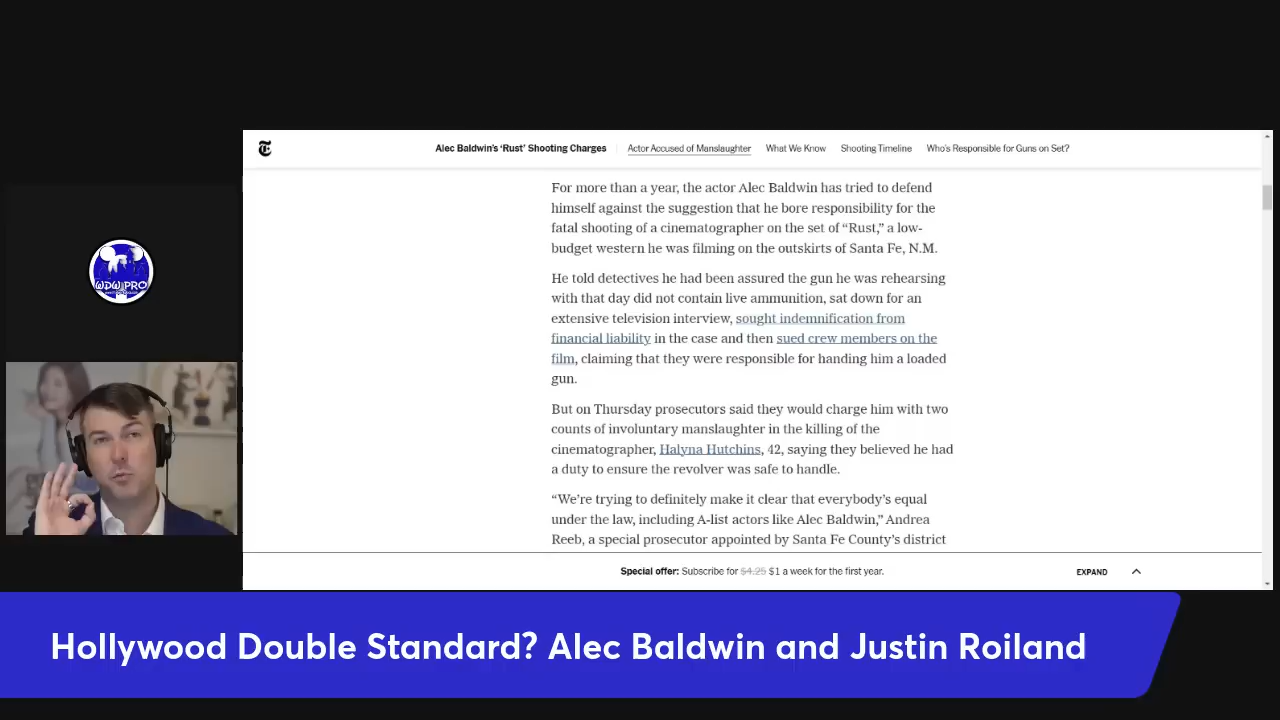 Alec Baldwin's 'Rust' Shooting Charges
Actor Accused of Manslaughter
What We Know
Shooting Timeline
Who's Responsible for Guns on Set?
For more than a year, the actor Alec Baldwin has tried to defend
himself against the suggestion that he bore responsibility for the
fatal shooting of a cinematographer on the set of “Rust,” a low-
budget western he was filming on the outskirts of Santa Fe, N.M.
He told detectives he had been assured the gun he was rehearsing
with that day did not contain live ammunition, sat down for an
extensive television interview, sought indemnification from
financial liability in the case and then sued crew members on the
film, claiming that they were responsible for handing him a loaded
gun.
But on Thursday prosecutors said they would charge him with two
counts of involuntary manslaughter in the killing of the
cinematographer, Halyna Hutchins, 42, saying they believed he had
a duty to ensure the revolver was safe to handle.
“We’re trying to definitely make it clear that everybody’s equal
under the law, including A-list actors like Alec Baldwin,” Andrea
Reeb, a special prosecutor appointed by Santa Fe County’s district
Special offer: Subscribe for $4.25 $1 a week for the first year.
EXPAND
WDW PRO
Hollywood Double Standard? Alec Baldwin and Justin Roiland